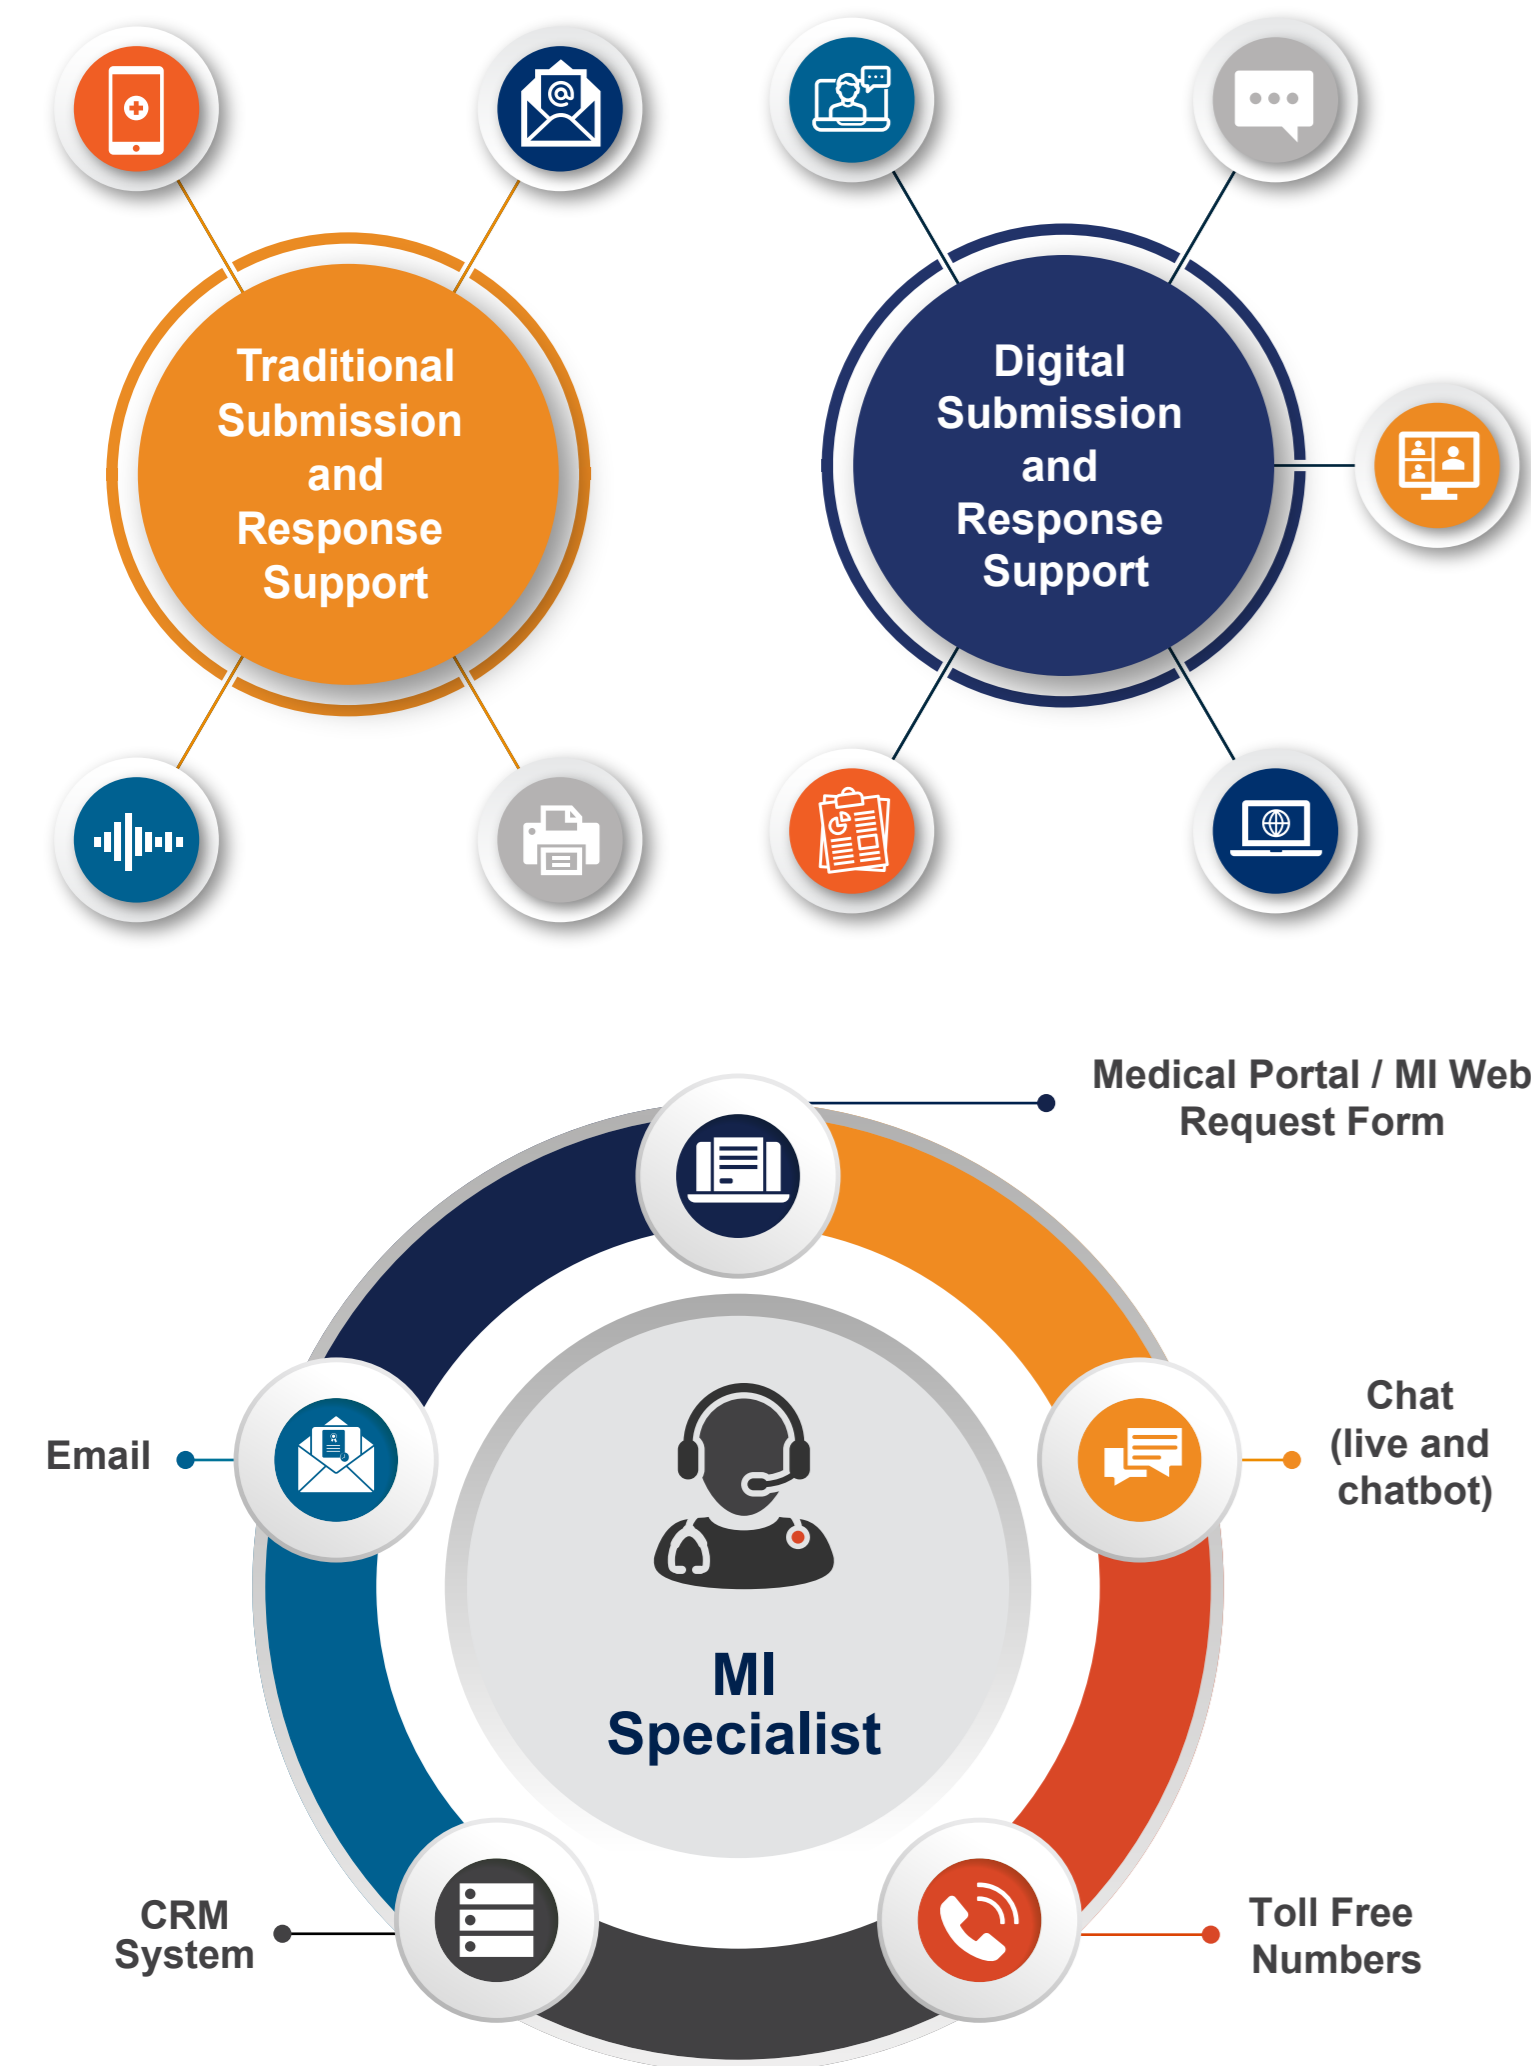 Traditional
Submission
and
Response
Support
Digital
Submission
and
Response
Support
@
Medical Portal / MI Web
Request Form
Chat
(live and
chatbot)
Email
MI
Specialist
CRM
System
Toll Free
Numbers